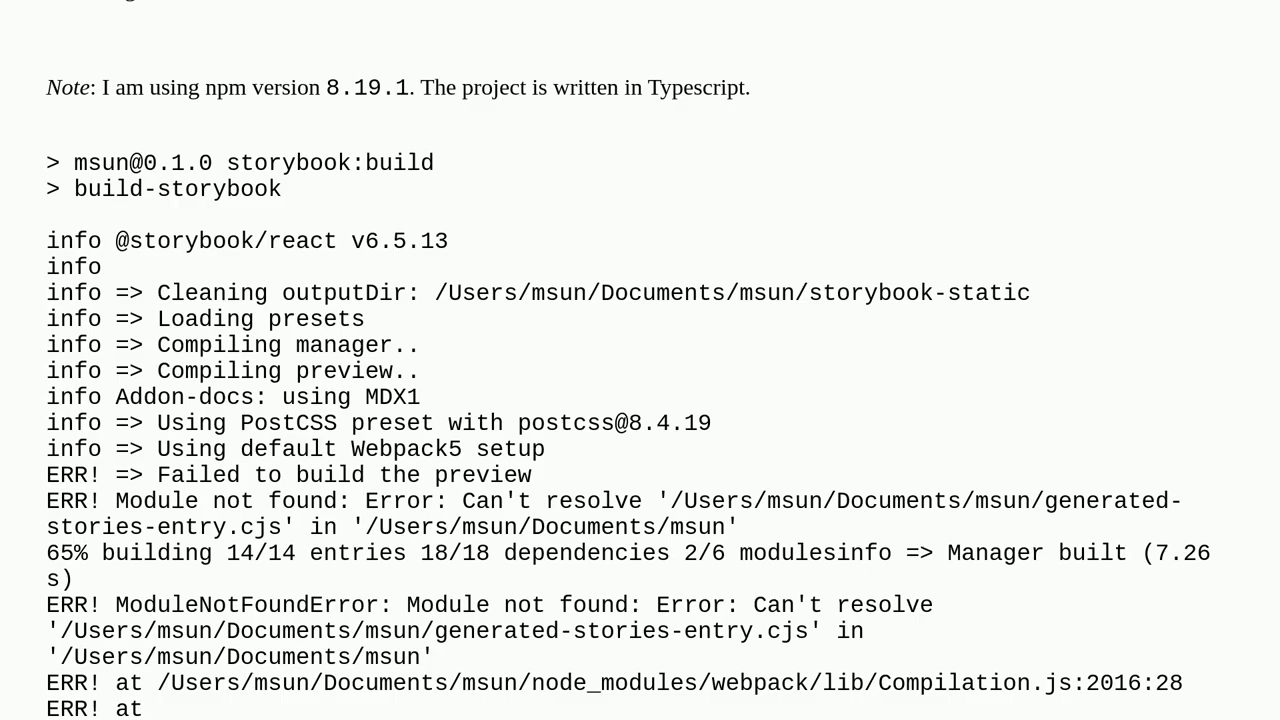 Note: I am using npm version 8.19.1. The project is written in Typescript.
> msun@0.1.0 storybook:build
> build-storybook
info @storybook/react v6.5.13
info
info => Cleaning outputDir: /Users/msun/Documents/msun/storybook-static
info => Loading presets
info => Compiling manager..
info => Compiling preview..
info Addon-docs: using MDX1
info => Using PostCSS preset with postcss@8.4.19
info => Using default Webpack5 setup
ERR! => Failed to build the preview
ERR! Module not found: Error: Can't resolve '/Users/msun/Documents/msun/generated-
stories-entry.cjs' in '/Users/msun/Documents/msun'
65% building 14/14 entries 18/18 dependencies 2/6 modulesinfo => Manager built (7.26
s)
ERR! ModuleNotFoundError: Module not found: Error: Can't resolve
'/Users/msun/Documents/msun/generated-stories-entry.cjs' in
'/Users/msun/Documents/msun'
ERR! at /Users/msun/Documents/msun/node_modules/webpack/lib/Compilation.js:2016:28
ERR! at